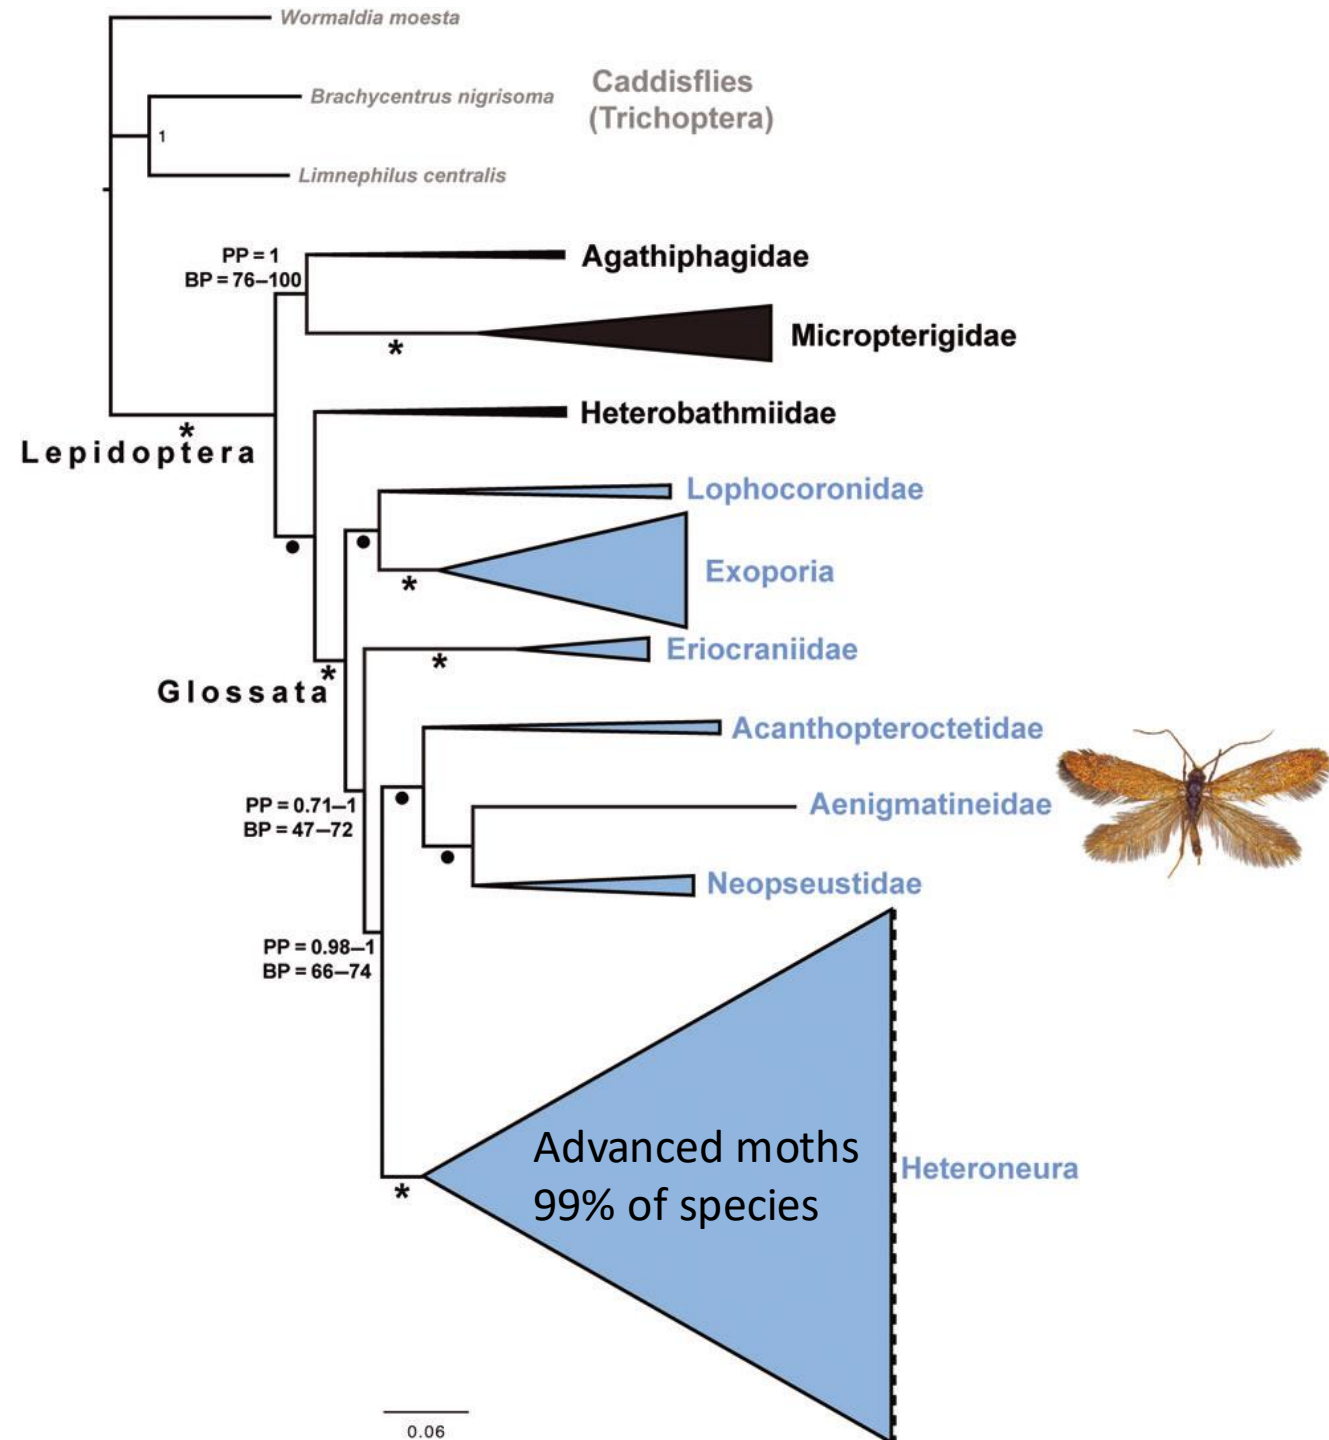 Wormaldia moesta
Brachycentrus nigrisoma
1
Caddisflies
(Trichoptera)
Limnephilus centralis
PP = 1
BP = 76–100
Agathiphagidae
*
Micropterigidae
Heterobathmiidae
*
Lepidoptera
Lophocoronidae
*
Exoporia
Eriocraniidae
*
*
Glossata
Acanthopteroctetidae
PP = 0.71–1
BP = 47–72
Aenigmatineidae
Neopseustidae
PP = 0.98–1
BP = 66–74
Advanced moths
99% of species
Heteroneura
*
0.06